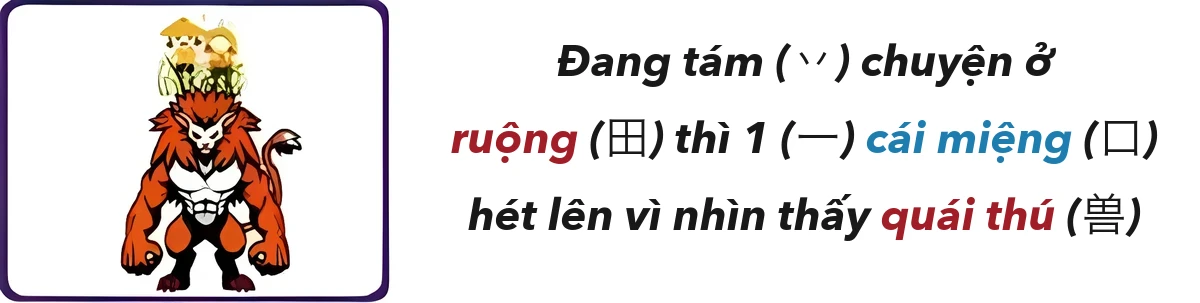 Đang tám (丷) chuyện ở
ruộng (田) thì 1 (一) cái miệng (口)
hét lên vì nhìn thấy quái thú (兽)